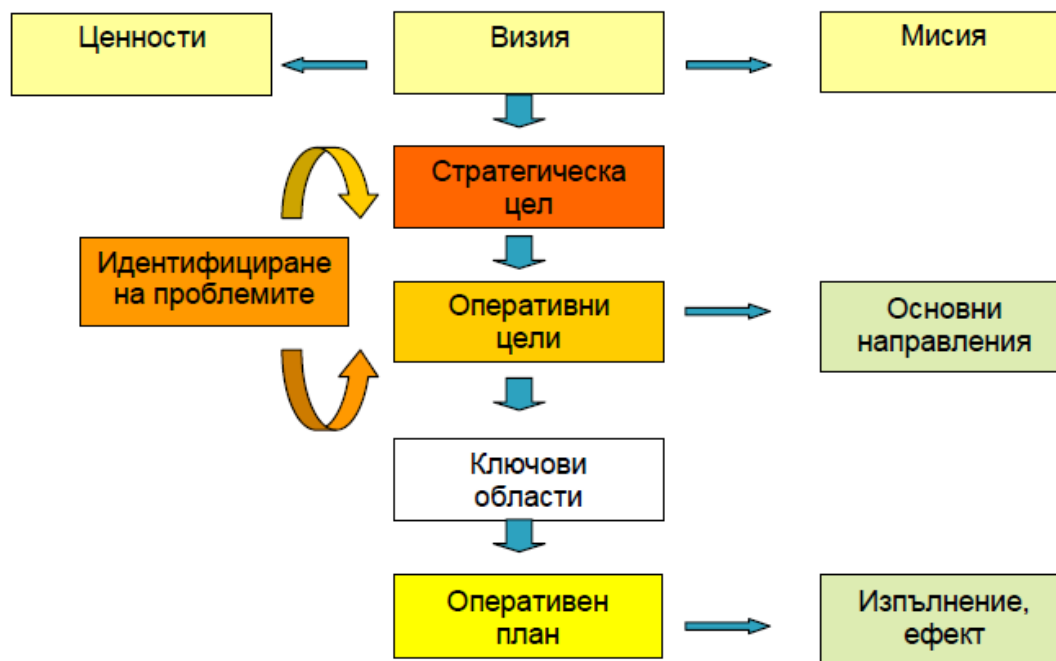 Ценности
Визия
Мисия
Стратегическа
цел
Идентифициране
на проблемите
Оперативни
цели
Основни
направления
Ключови
области
Оперативен
план
Изпълнение,
ефект